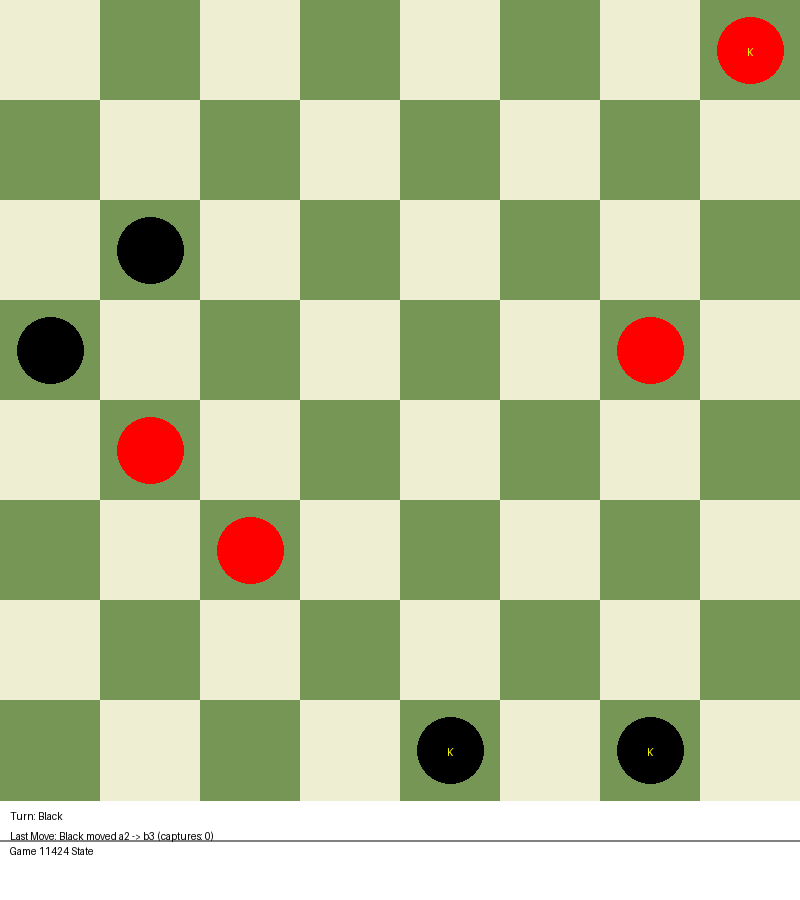 K
K
K
Turn: Black
Last Move: Black moved a2 -> b3 (captures: 0)
Game 11424 State